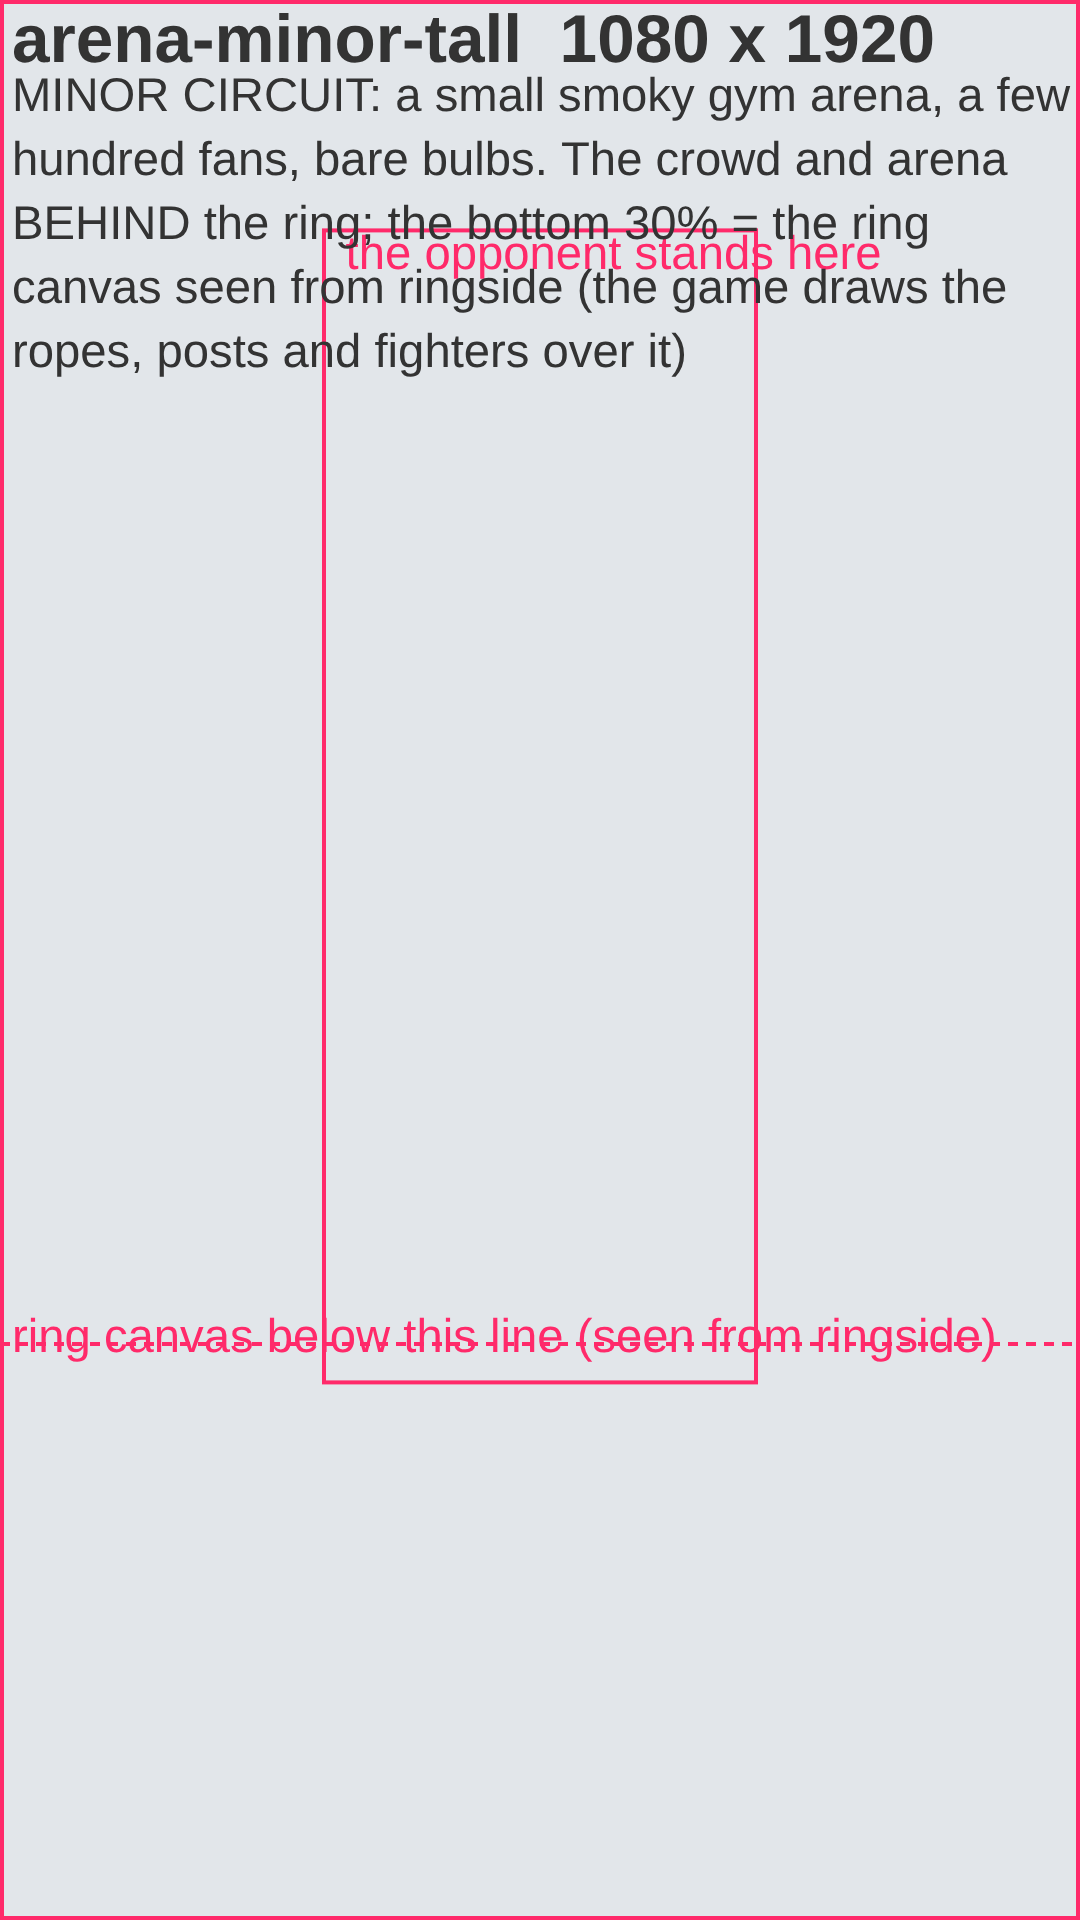 arena-minor-tall 1080 x 1920
MINOR CIRCUIT: a small smoky gym arena, a few
hundred fans, bare bulbs. The crowd and arena
BEHIND the ring; the bottom 30% = the ring
the opponent stands here
canvas seen from ringside (the game draws the
ropes, posts and fighters over it)
ring canvas below this line (seen from ringside)